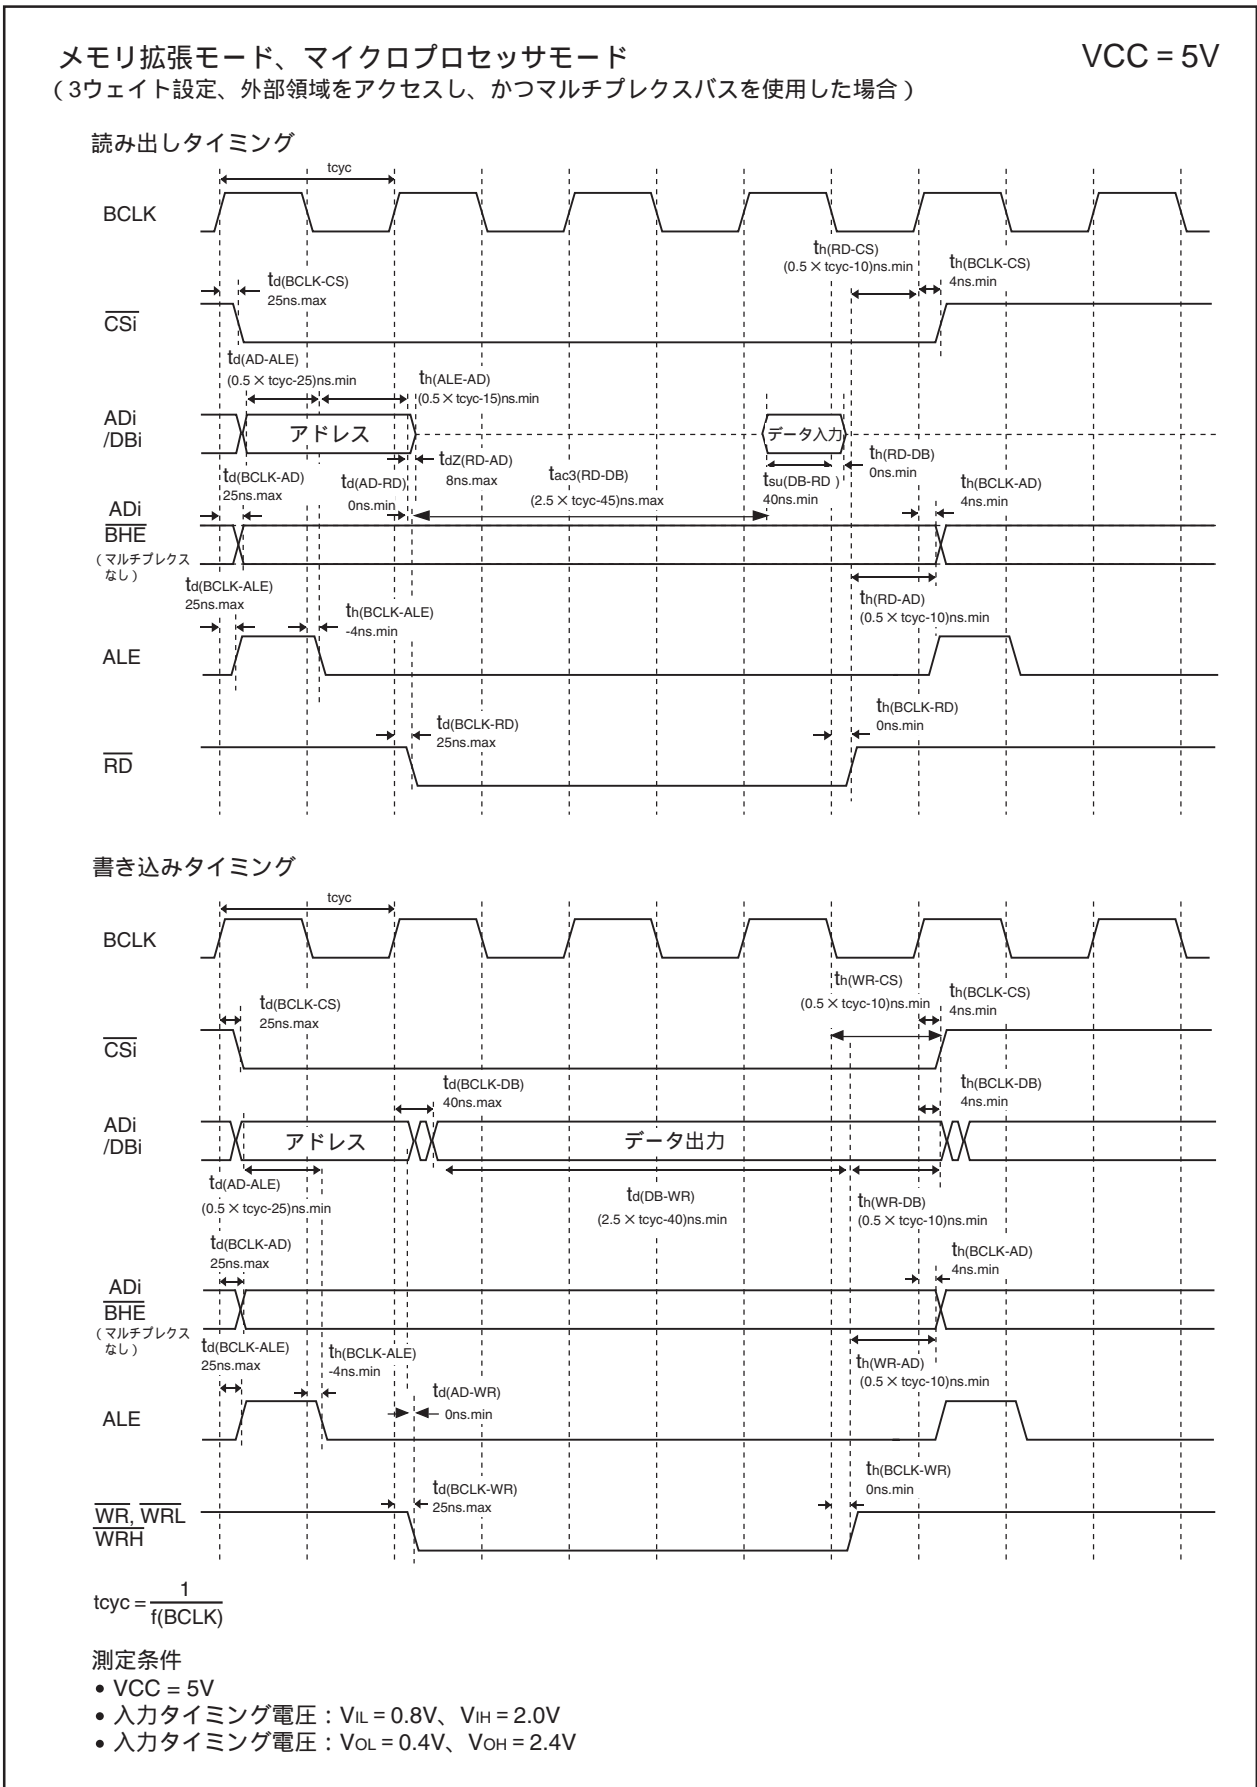 メモリ拡張モード、マイクロプロセッサモード
VCC = 5V
(3ウェイト設定、外部領域をアクセスし、かつマルチプレクスバスを使用した場合)
読み出しタイミング
tcyc
BCLK
th(RD-CS)
(0.5×tcyc-10)ns.min
th(BCLK-CS)
4ns.min
td(BCLK-CS)
25ns.max
CSi
td(AD-ALE)
(0.5×tcyc-25)ns.min
th(ALE-AD)
(0.5×tcyc-15)ns.min
ADi
/DBi
アドレス
データ入力
td(BCLK-AD)
25ns.max
td(AD-RD)
0ns.min
tdZ(RD-AD)
8ns.max
tac3(RD-DB)
(2.5×tcyc-45)ns.max
tsu(DB-RD )
40ns.min
th(RD-DB)
0ns.min
th(BCLK-AD)
4ns.min
ADi
BHE
(マルチプレクス
なし)
td(BCLK-ALE)
25ns.max
th(BCLK-ALE)
-4ns.min
th(RD-AD)
(0.5×tcyc-10)ns.min
ALE
td(BCLK-RD)
25ns.max
th(BCLK-RD)
0ns.min
RD
書き込みタイミング
tcyc
BCLK
th(WR-CS)
(0.5×tcyc-10)ns.min
th(BCLK-CS)
4ns.min
td(BCLK-CS)
25ns.max
CSi
td(BCLK-DB)
40ns.max
th(BCLK-DB)
4ns.min
ADi
/DBi
アドレス
データ出力
td(AD-ALE)
(0.5×tcyc-25)ns.min
td(DB-WR)
(2.5×tcyc-40)ns.min
th(WR-DB)
(0.5×tcyc-10)ns.min
td(BCLK-AD)
25ns.max
th(BCLK-AD)
4ns.min
ADi
BHE
(マルチプレクス
なし)
td(BCLK-ALE)
25ns.max
th(BCLK-ALE)
-4ns.min
td(AD-WR)
0ns.min
th(WR-AD)
(0.5×tcyc-10)ns.min
ALE
td(BCLK-WR)
25ns.max
th(BCLK-WR)
0ns.min
WR, WRL
WRH
tcyc = 1
f(BCLK)
測定条件
• VCC = 5V
• 入力タイミング電圧:VIL = 0.8V、VIH = 2.0V
• 入力タイミング電圧:VOL = 0.4V、VOH = 2.4V